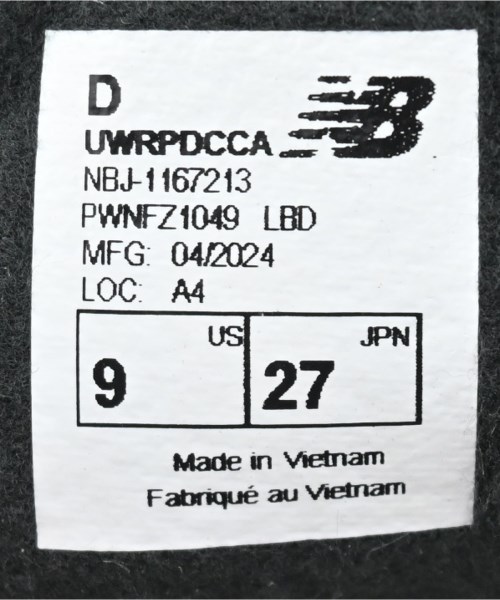 D
NB
UWRPDCCA
NBJ-1167213
PWNFZ1049 LBD
MFG: 04/2024
LOC: A4
US JPN
9 27
Made in Vietnam
Fabriqué au Vietnam